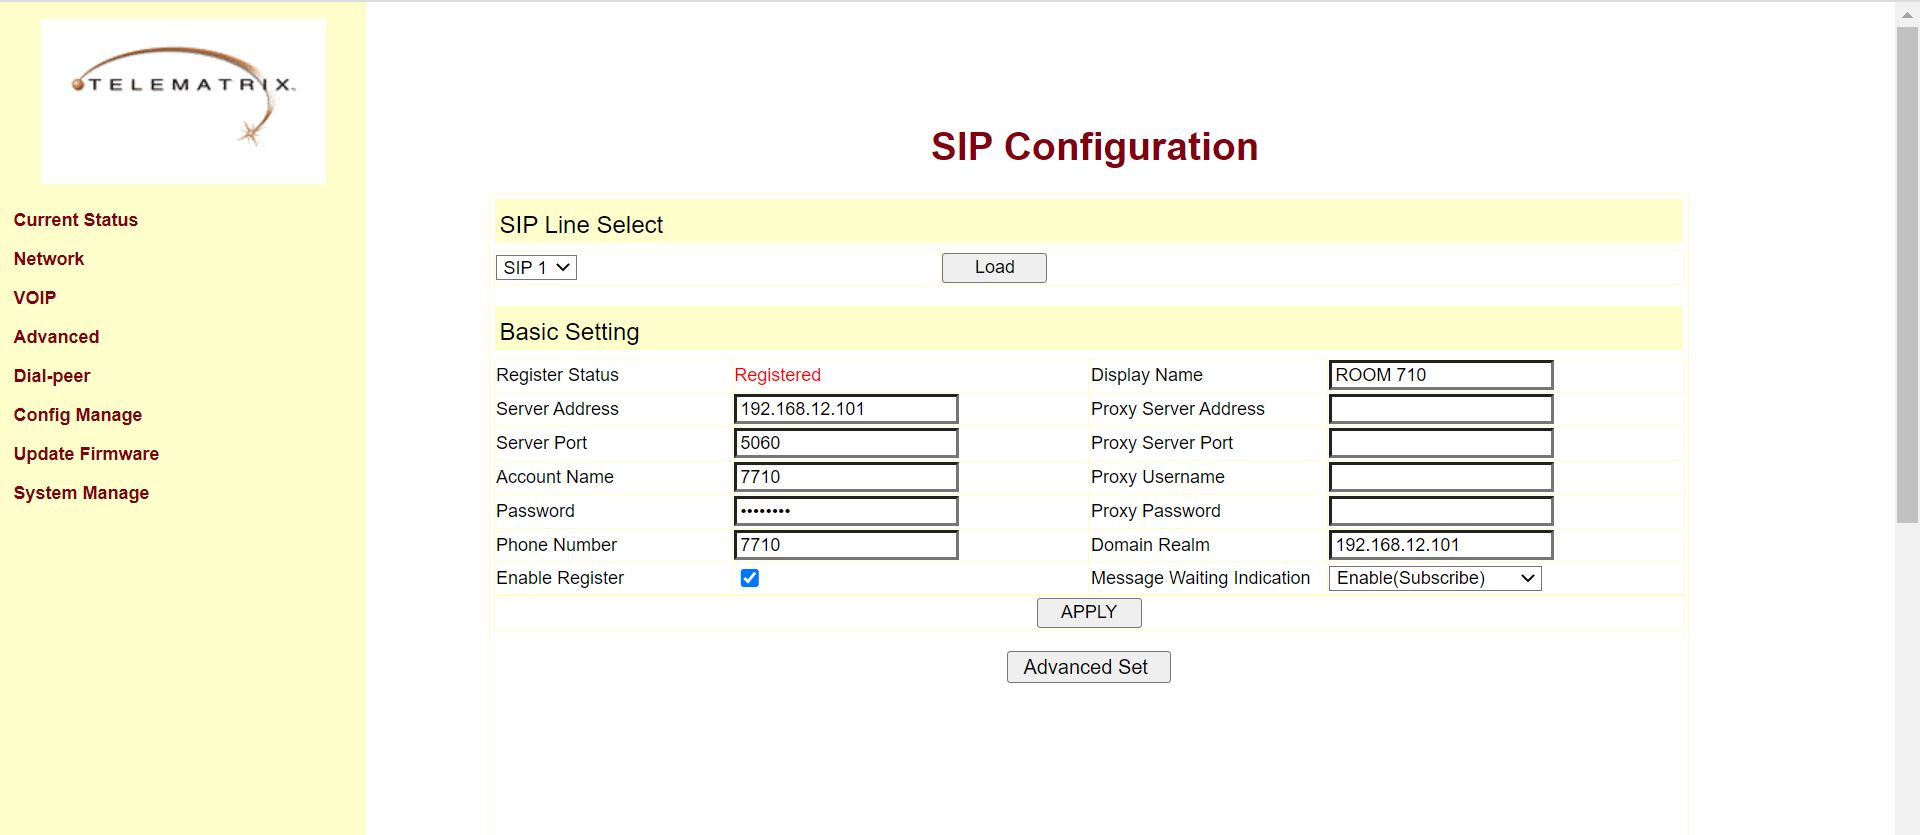 TELEMATRIX™
Current Status
Network
VOIP
Advanced
Dial-peer
Config Manage
Update Firmware
System Manage
SIP Configuration
SIP Line Select
SIP 1 Load
Basic Setting
Register Status Registered Display Name ROOM 710
Server Address 192.168.12.101 Proxy Server Address
Server Port 5060 Proxy Server Port
Account Name 7710 Proxy Username
Password •••••••• Proxy Password
Phone Number 7710 Domain Realm 192.168.12.101
Enable Register Message Waiting Indication Enable(Subscribe)
APPLY
Advanced Set